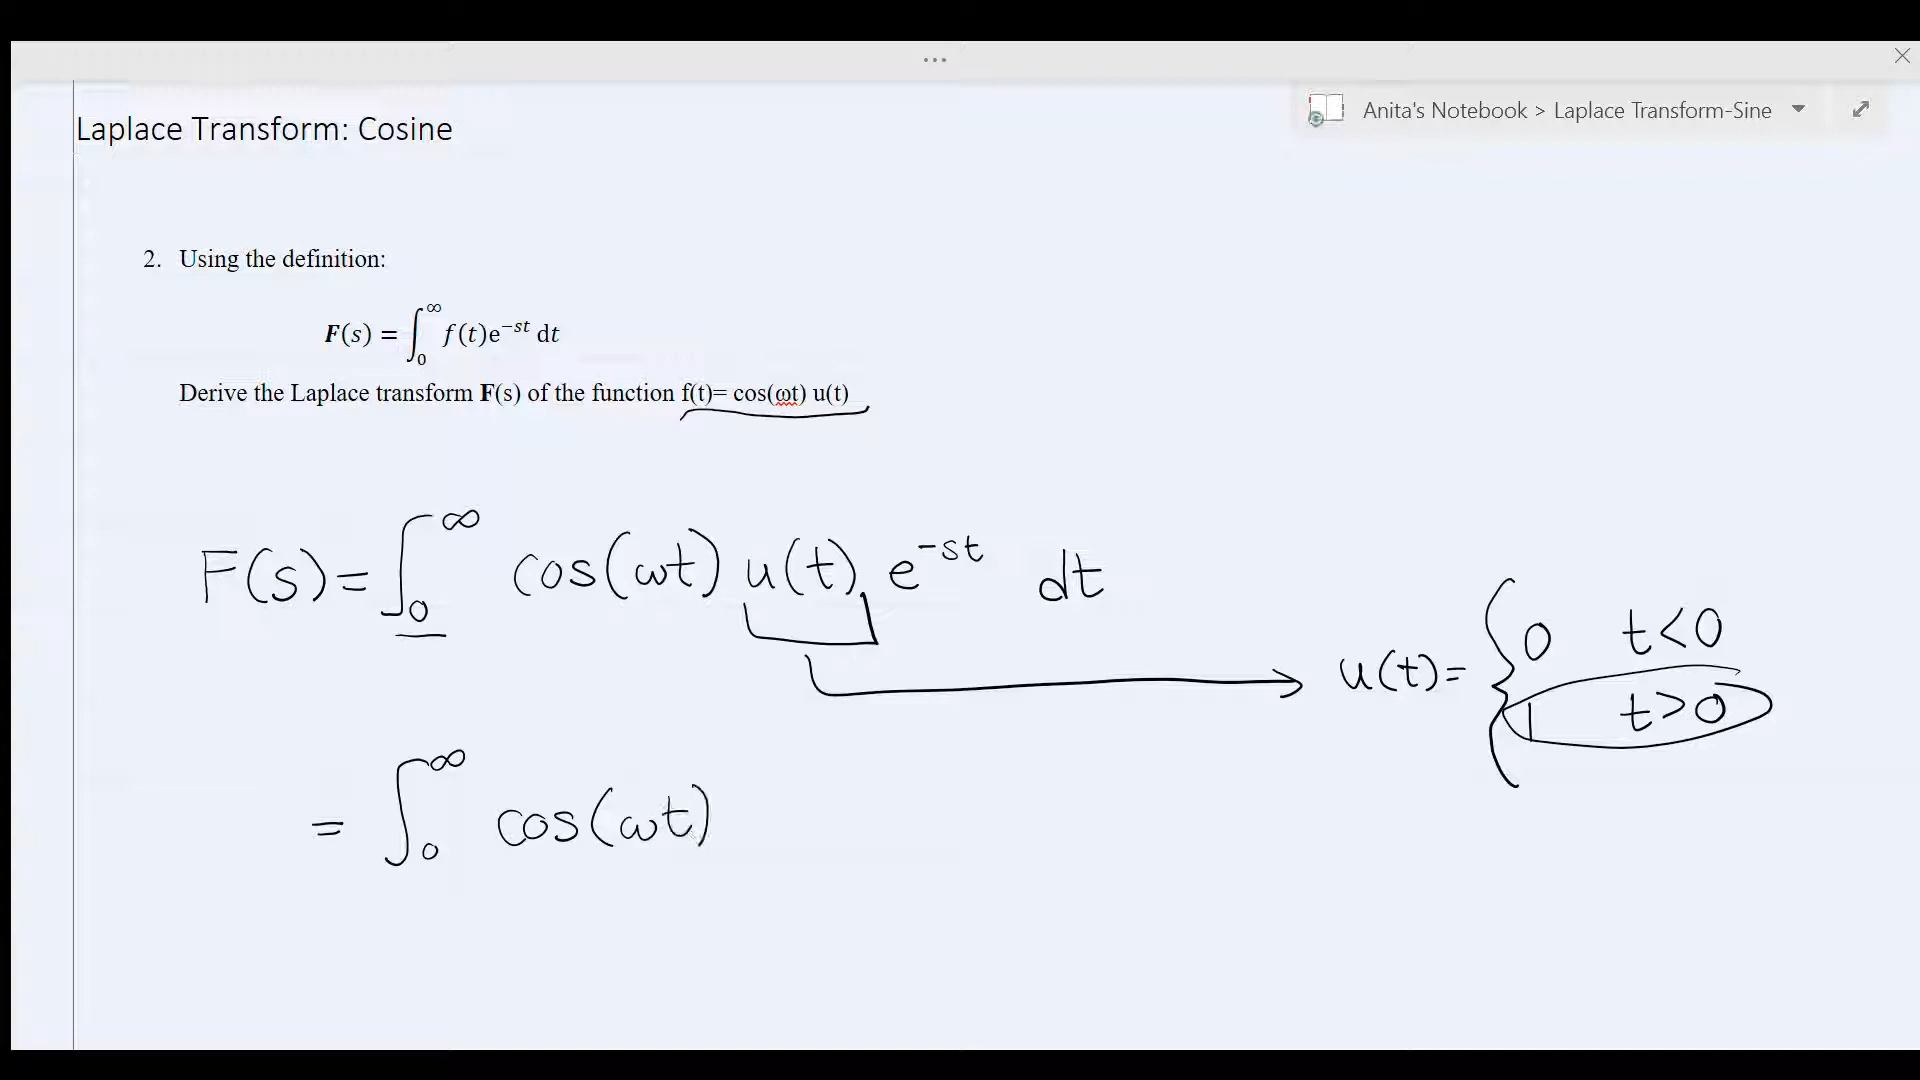 ...
Anita's Notebook > Laplace Transform-Sine
Laplace Transform: Cosine
2. Using the definition:
F(s) = ∫₀^∞ f(t)e^{-st} dt
Derive the Laplace transform F(s) of the function f(t)= cos(ωt) u(t)
F(s) = ∫₀^∞ cos(ωt) u(t) e^{-st} dt
u(t) = { 0 t<0
1 t>0
= ∫₀^∞ cos(ωt)